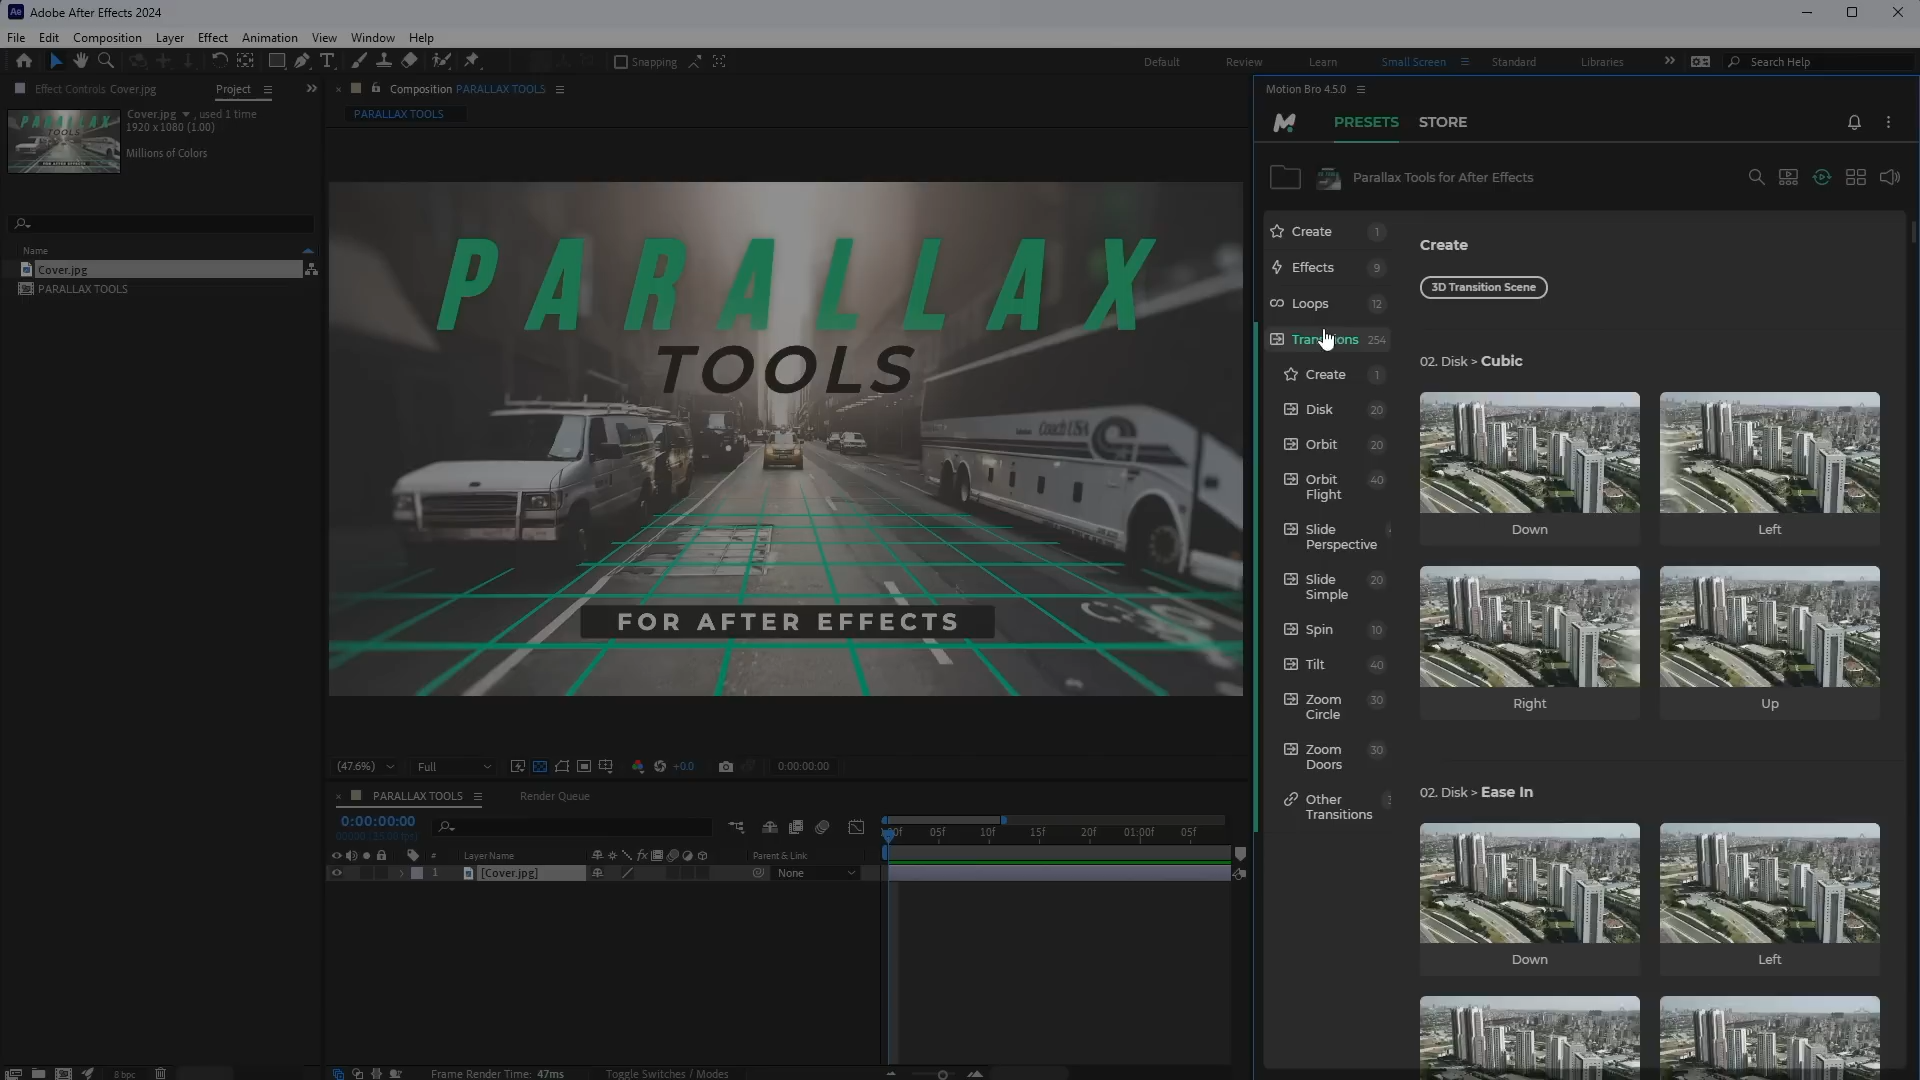 Adobe After Effects 2024
File Edit Composition Layer Effect Animation View Window Help
Snapping
Default Review Learn Small Screen Standard Libraries Search Help
Effect Controls Cover.jpg Project
Cover.jpg , used 1 time
1920 x 1080 (1.00)
Millions of Colors
Name
Cover.jpg
PARALLAX TOOLS
Composition PARALLAX TOOLS
PARALLAX TOOLS
PARALLAX
TOOLS
Coach USA
FOR AFTER EFFECTS
(47.6%) Full +0.0 0:00:00:00
PARALLAX TOOLS Render Queue
0:00:00:00
00000 (25.00 fps)
05f 10f 15f 20f 01:00f 05f
# Layer Name Parent & Link
1 [Cover.jpg] None
8 bpc
Frame Render Time: 47ms Toggle Switches / Modes
Motion Bro 4.5.0
PRESETS STORE
Parallax Tools for After Effects
Create 1
Effects 9
Loops 12
Transitions 254
Create 1
Disk 20
Orbit 20
Orbit Flight 40
Slide Perspective
Slide Simple 20
Spin 10
Tilt 40
Zoom Circle 30
Zoom Doors 30
Other Transitions
Create
3D Transition Scene
02. Disk > Cubic
Down Left
Right Up
02. Disk > Ease In
Down Left